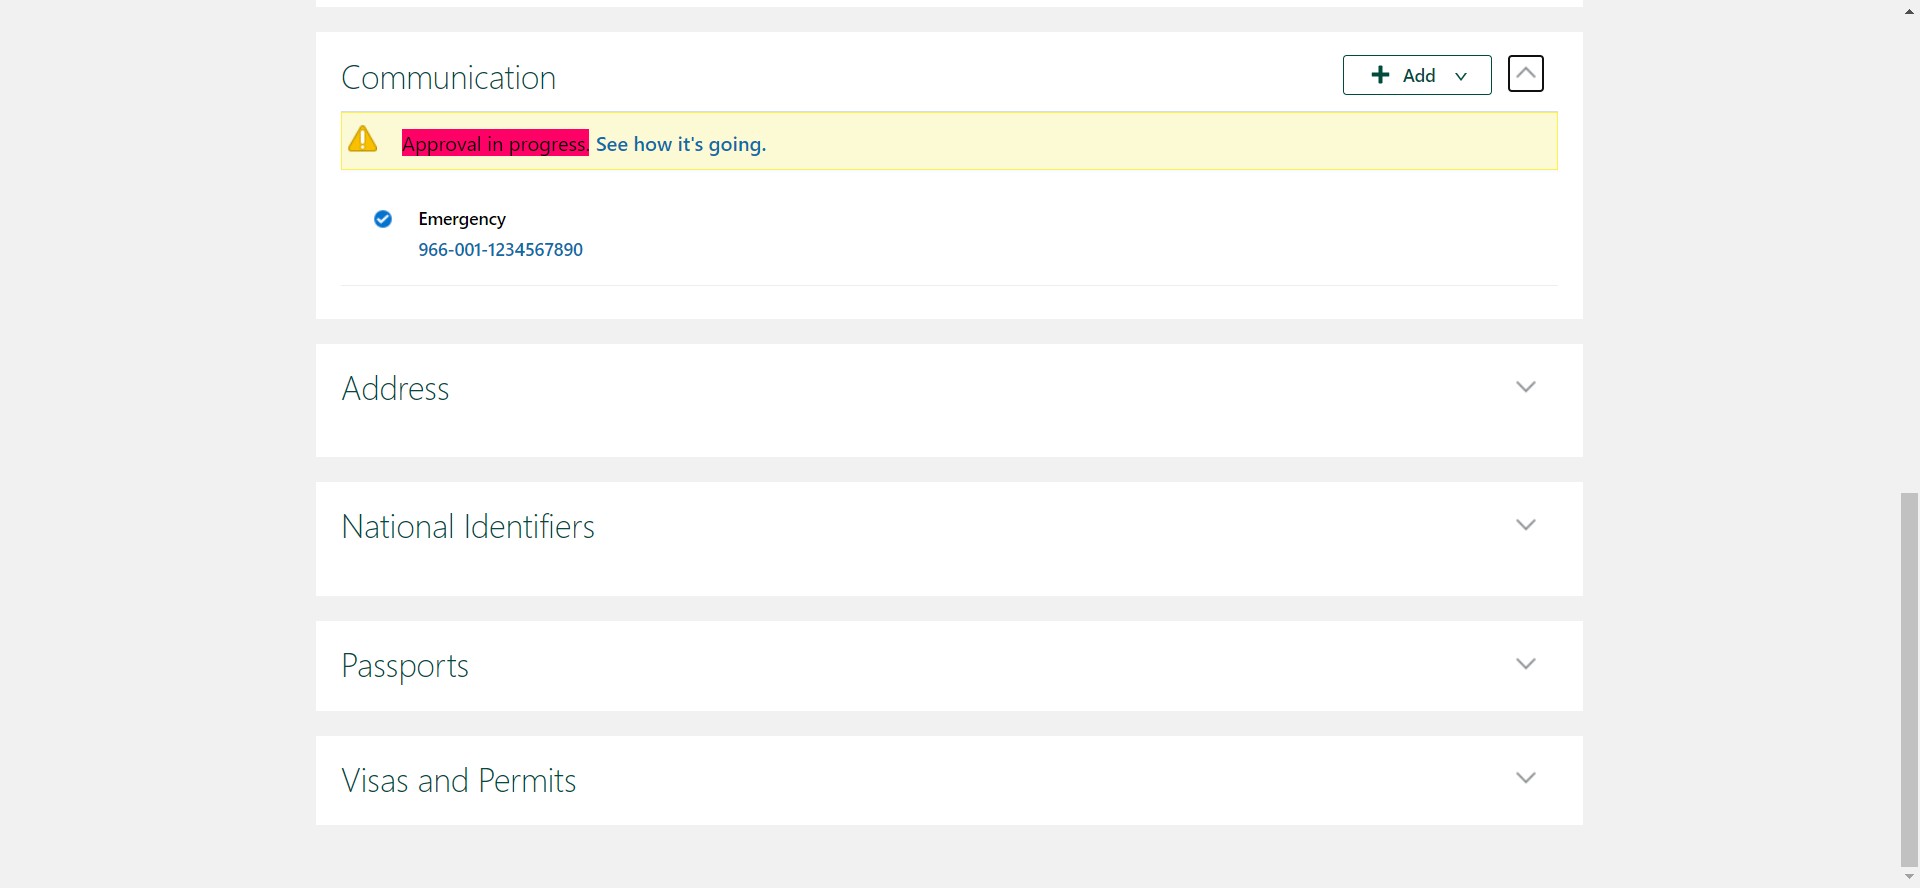 Communication
Add
Approval in progress. See how it's going.
Emergency
966-001-1234567890
Address
National Identifiers
Passports
Visas and Permits